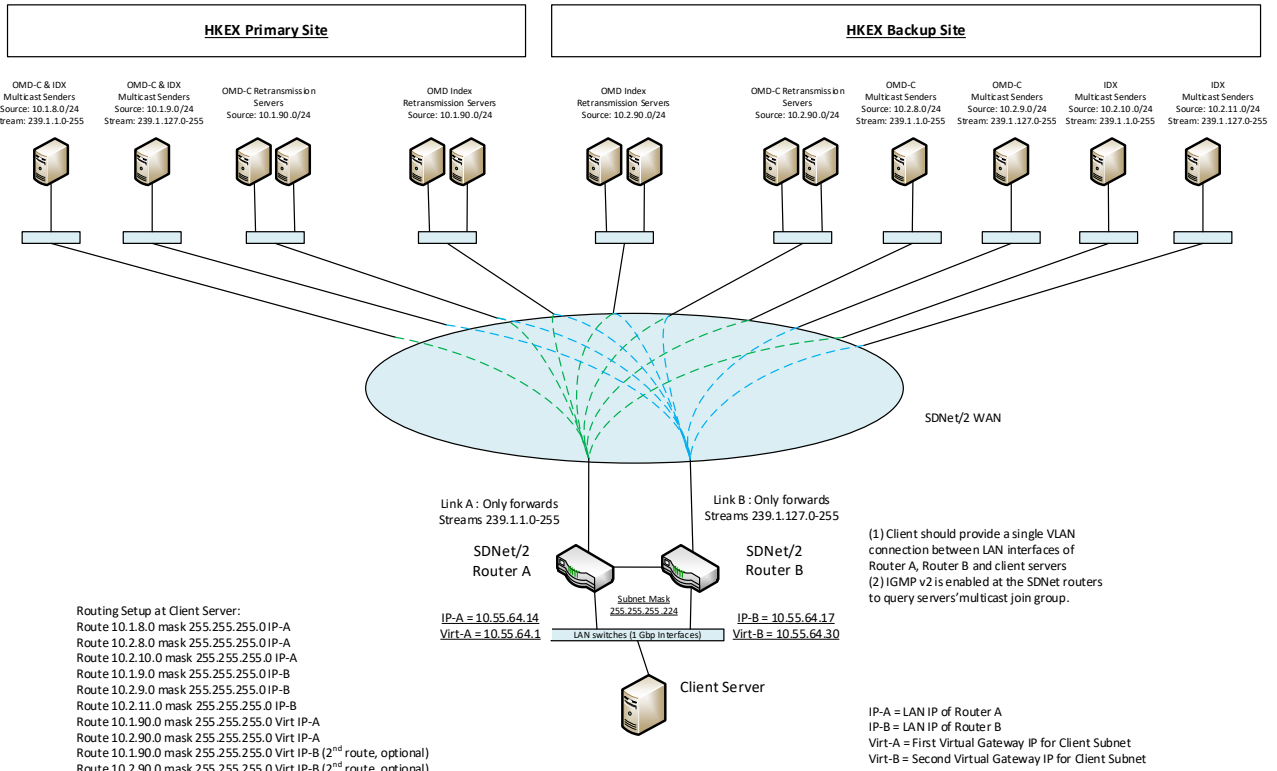 HKEX Primary Site
HKEX Backup Site
OMD-C & IDX
Multicast Senders
Source: 10.1.8.0/24
tream: 239.1.1.0-255
OMD-C & IDX
Multicast Senders
Source: 10.1.9.0/24
Stream: 239.1.127.0-255
OMD-C Retransmission
Servers
Source: 10.1.90.0/24
OMD Index
Retransmission Servers
Source: 10.1.90.0/24
OMD Index
Retransmission Servers
Source: 10.2.90.0/24
OMD-C Retransmission
Servers
Source: 10.2.90.0/24
OMD-C
Multicast Senders
Source: 10.2.8.0/24
Stream: 239.1.1.0-255
OMD-C
Multicast Senders
Source: 10.2.9.0/24
Stream: 239.1.127.0-255
IDX
Multicast Senders
Source: 10.2.10.0/24
Stream: 239.1.1.0-255
IDX
Multicast Senders
Source: 10.2.11.0/24
Stream: 239.1.127.0-255
SDNet/2 WAN
Link A : Only forwards
Streams 239.1.1.0-255
Link B : Only forwards
Streams 239.1.127.0-255
SDNet/2
Router A
SDNet/2
Router B
(1) Client should provide a single VLAN
connection between LAN interfaces of
Router A, Router B and client servers
(2) IGMP v2 is enabled at the SDNet routers
to query servers' multicast join group.
Subnet Mask
255.255.255.224
IP-A = 10.55.64.14
Virt-A = 10.55.64.1
IP-B = 10.55.64.17
Virt-B = 10.55.64.30
LAN switches (1 Gbp Interfaces)
Client Server
Routing Setup at Client Server:
Route 10.1.8.0 mask 255.255.255.0 IP-A
Route 10.2.8.0 mask 255.255.255.0 IP-A
Route 10.2.10.0 mask 255.255.255.0 IP-A
Route 10.1.9.0 mask 255.255.255.0 IP-B
Route 10.2.9.0 mask 255.255.255.0 IP-B
Route 10.2.11.0 mask 255.255.255.0 IP-B
Route 10.1.90.0 mask 255.255.255.0 Virt IP-A
Route 10.2.90.0 mask 255.255.255.0 Virt IP-A
Route 10.1.90.0 mask 255.255.255.0 Virt IP-B (2nd route, optional)
Route 10.2.90.0 mask 255.255.255.0 Virt IP-B (2nd route, optional)
IP-A = LAN IP of Router A
IP-B = LAN IP of Router B
Virt-A = First Virtual Gateway IP for Client Subnet
Virt-B = Second Virtual Gateway IP for Client Subnet